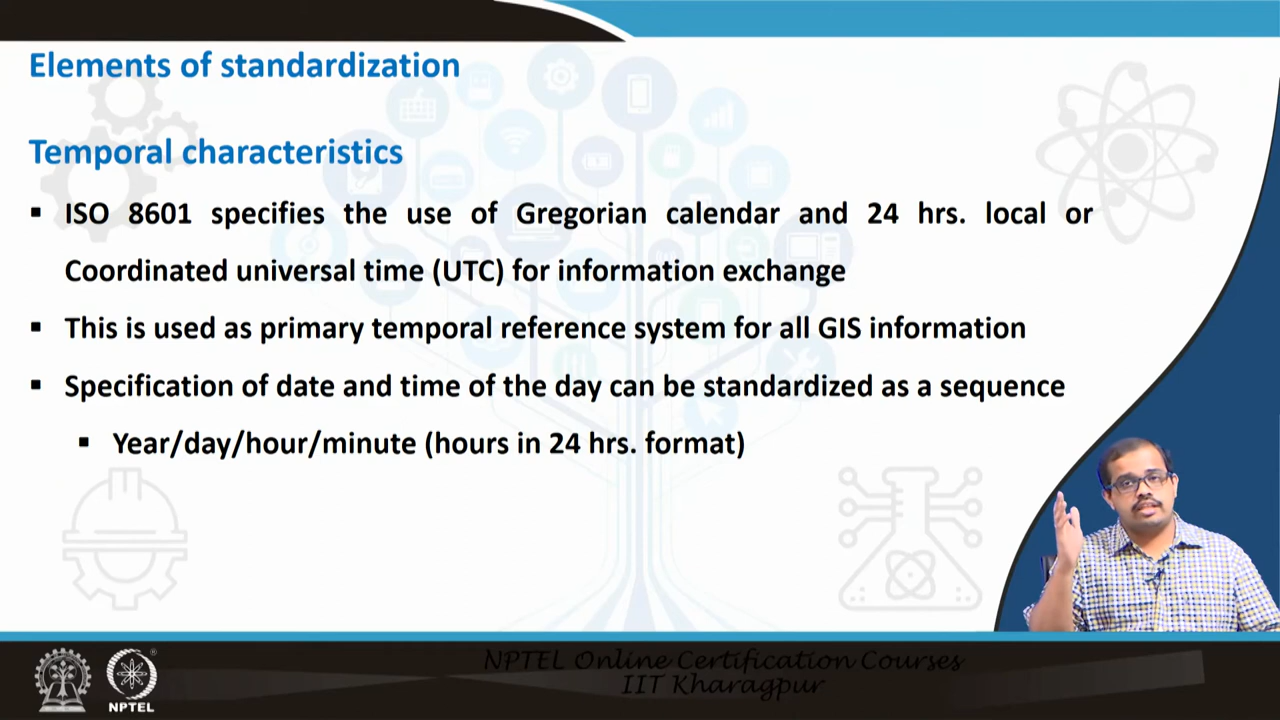 Elements of standardization
Temporal characteristics
▪ ISO 8601 specifies the use of Gregorian calendar and 24 hrs. local or
Coordinated universal time (UTC) for information exchange
▪ This is used as primary temporal reference system for all GIS information
▪ Specification of date and time of the day can be standardized as a sequence
▪ Year/day/hour/minute (hours in 24 hrs. format)
NPTEL Online Certification Courses
IIT Kharagpur
NPTEL